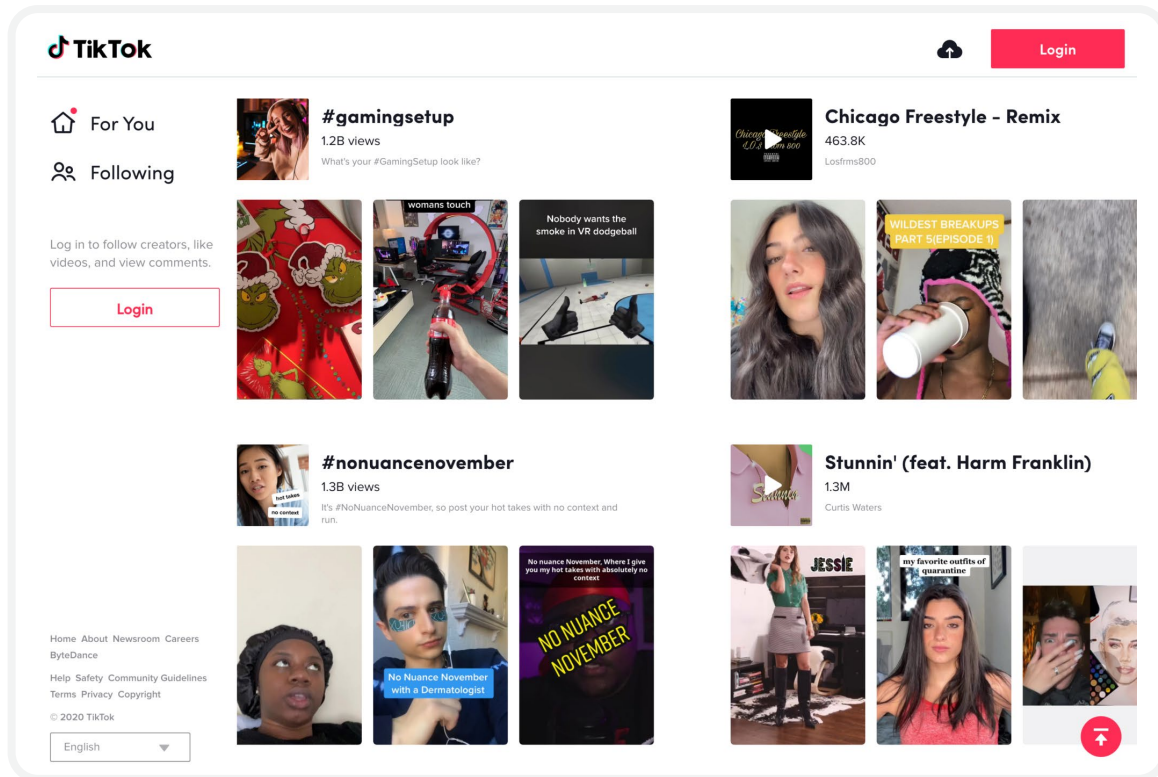 TikTok
Login
For You
Following
Log in to follow creators, like
videos, and view comments.
Login
#gamingsetup
1.2B views
What's your #GamingSetup look like?
womans touch
Nobody wants the
smoke in VR dodgeball
Chicago Freestyle - Remix
463.8K
Losfrms800
WILDEST BREAKUPS
PART 5(EPISODE 1)
#nonuancenovember
1.3B views
It's #NoNuanceNovember, so post your hot takes with no context and
run.
hot takes
no context
No Nuance November
with a Dermatologist
No nuance November, Where I give
you my hot takes with absolutely no
context
NO NUANCE
NOVEMBER
Stunnin' (feat. Harm Franklin)
1.3M
Curtis Waters
JESSIE
my favorite outfits of
quarantine
Home About Newsroom Careers
ByteDance
Help Safety Community Guidelines
Terms Privacy Copyright
© 2020 TikTok
English